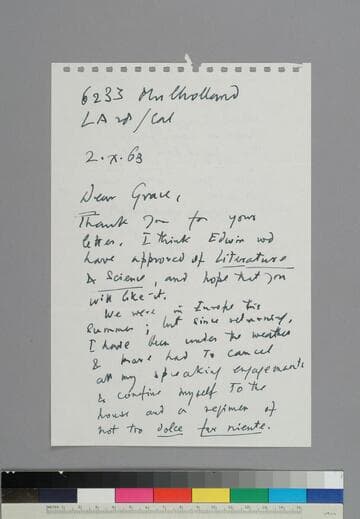 6233 Mulholland
LA 28 / Cal
2. X. 63
Dear Grace,
Thank you for your
letter. I think Edwin wd
have approved of Literature
& Science, and hope that you
will like it.
We were in Europe this
summer; but since returning,
I have been under the weather
& have had to cancel
all my speaking engagements
& confine myself to the
house and a regimen of
not too dolce far niente.